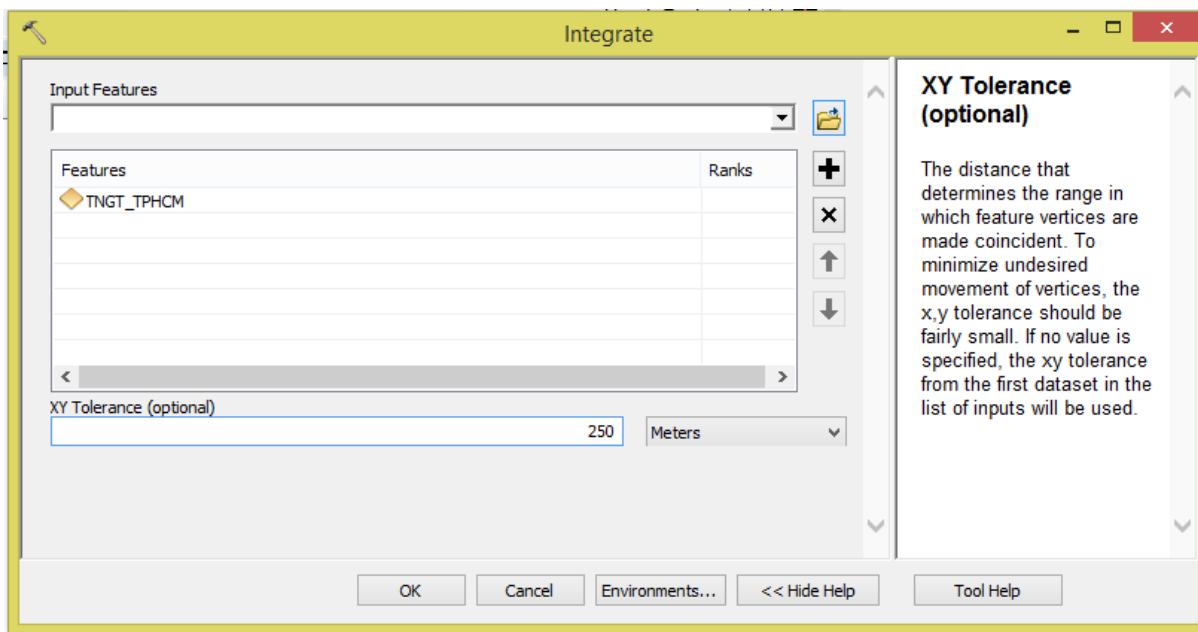 Integrate
Input Features
Features Ranks
TNGT_TPHCM
XY Tolerance (optional)
250 Meters
OK Cancel Environments... << Hide Help Tool Help
XY Tolerance
(optional)
The distance that
determines the range in
which feature vertices are
made coincident. To
minimize undesired
movement of vertices, the
x,y tolerance should be
fairly small. If no value is
specified, the xy tolerance
from the first dataset in the
list of inputs will be used.